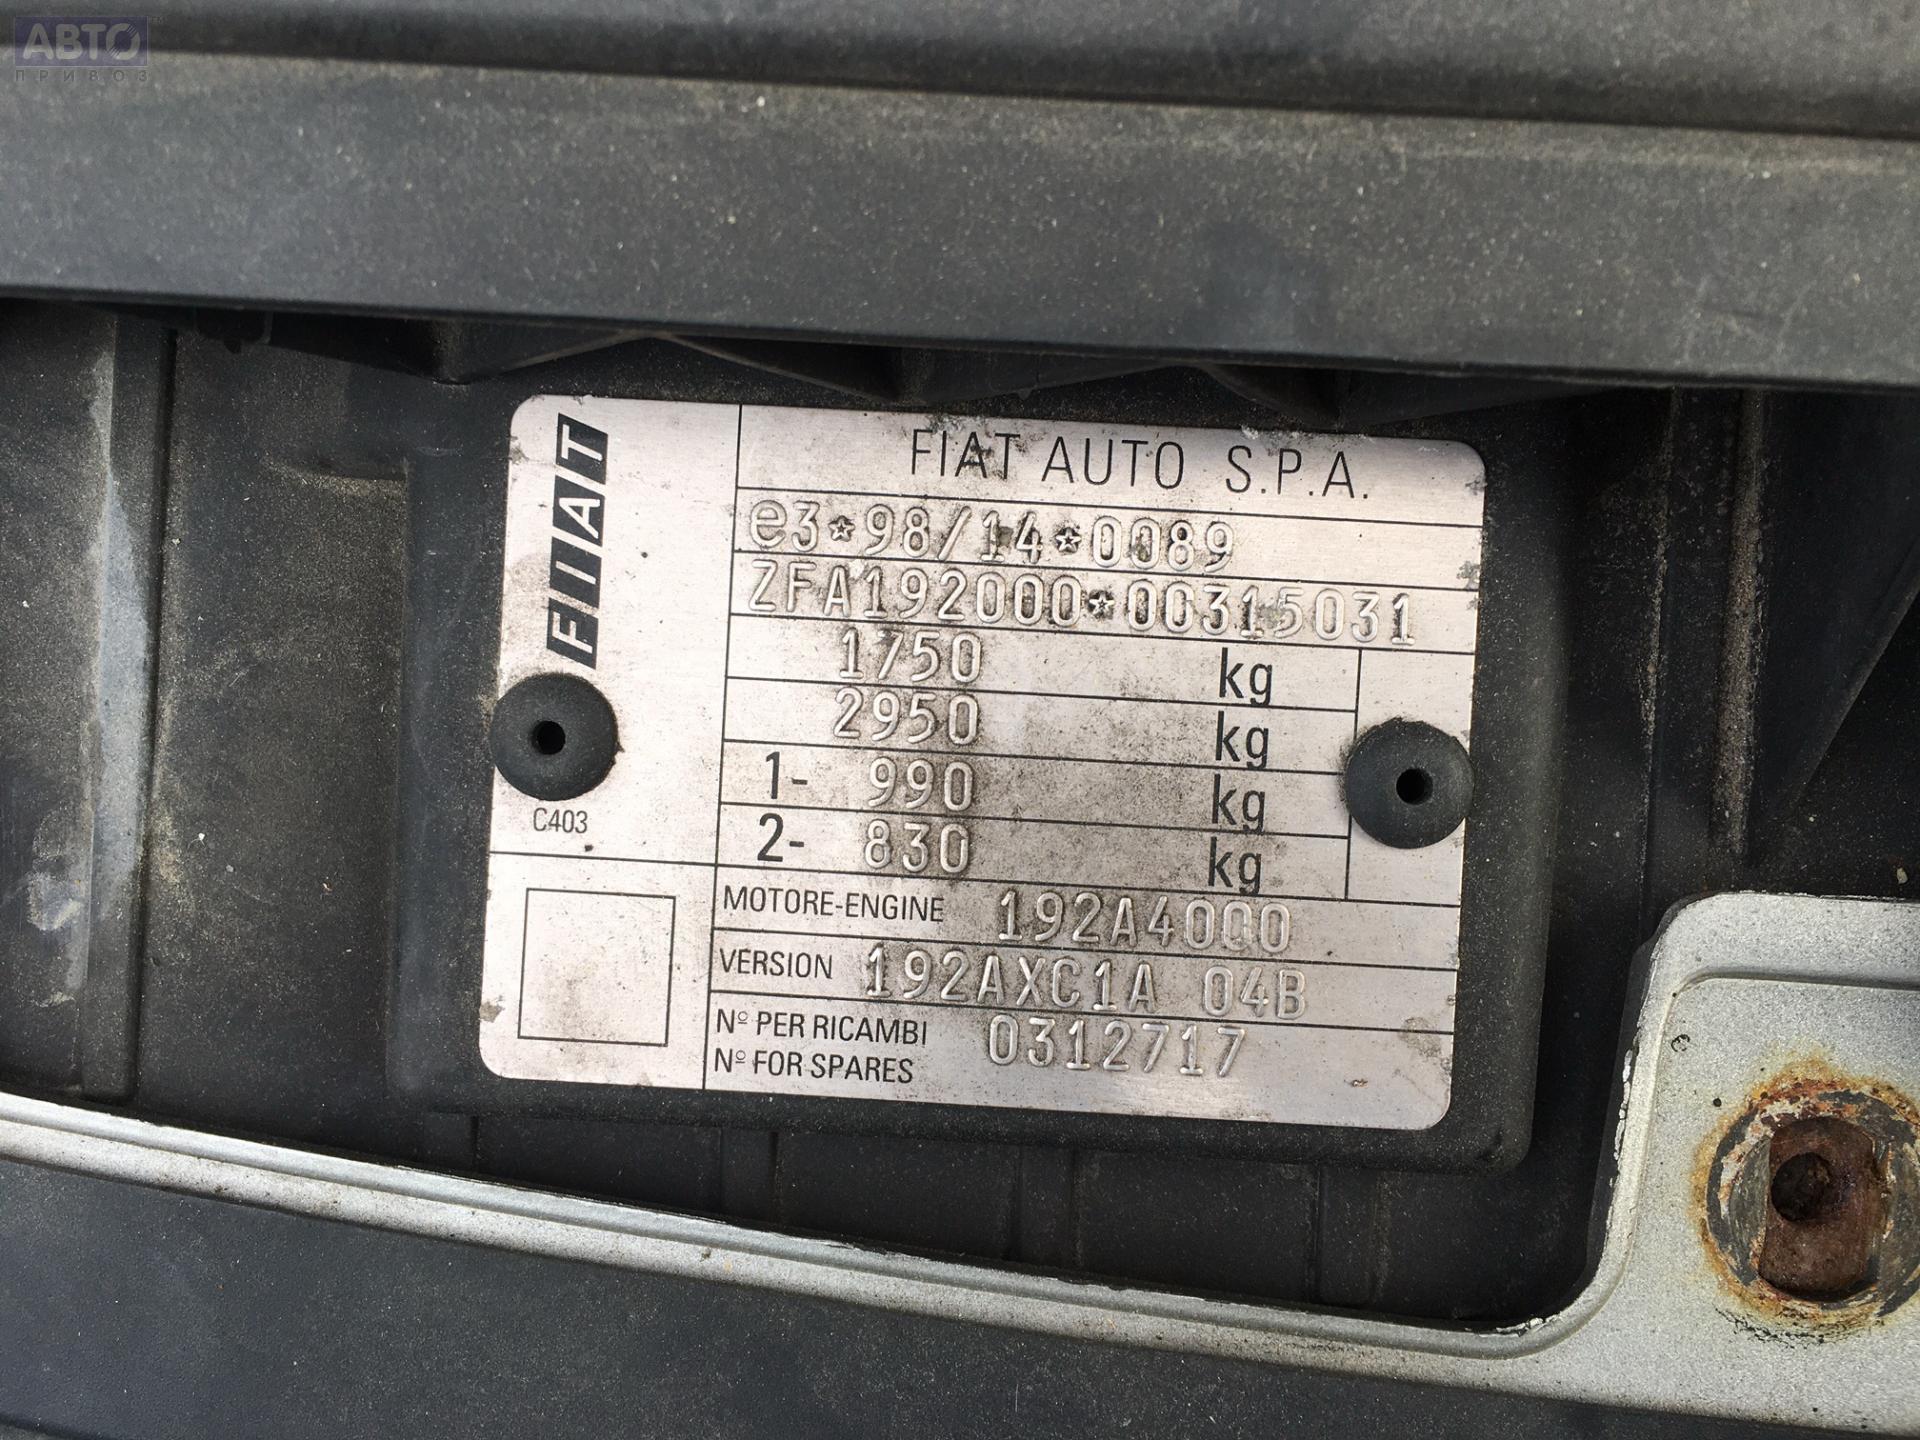 АВТО
ПРИВОЗ
FIAT
FIAT AUTO S.P.A.
e3*98/14*0089
ZFA192000*00315031
1750 kg
2950 kg
1- 990 kg
2- 830 kg
C403
MOTORE-ENGINE 192A4000
VERSION 192AXC1A 04B
Nº PER RICAMBI 0312717
Nº FOR SPARES